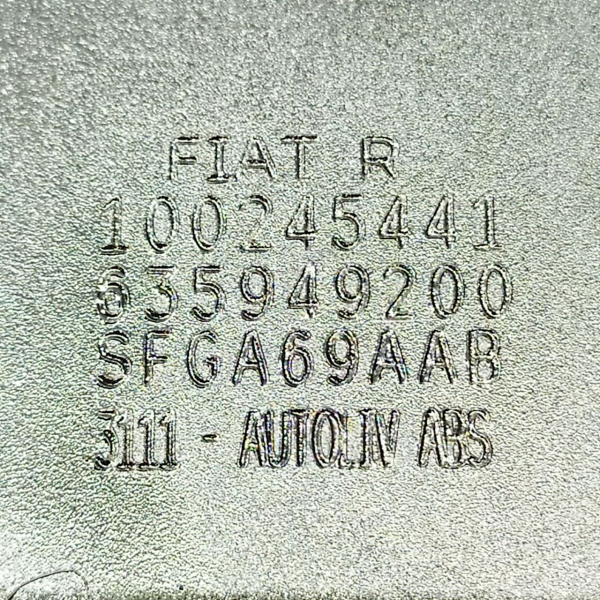 FIAT R
100245441
635949200
SFGA69AAB
3111 - AUTOLIV ABS